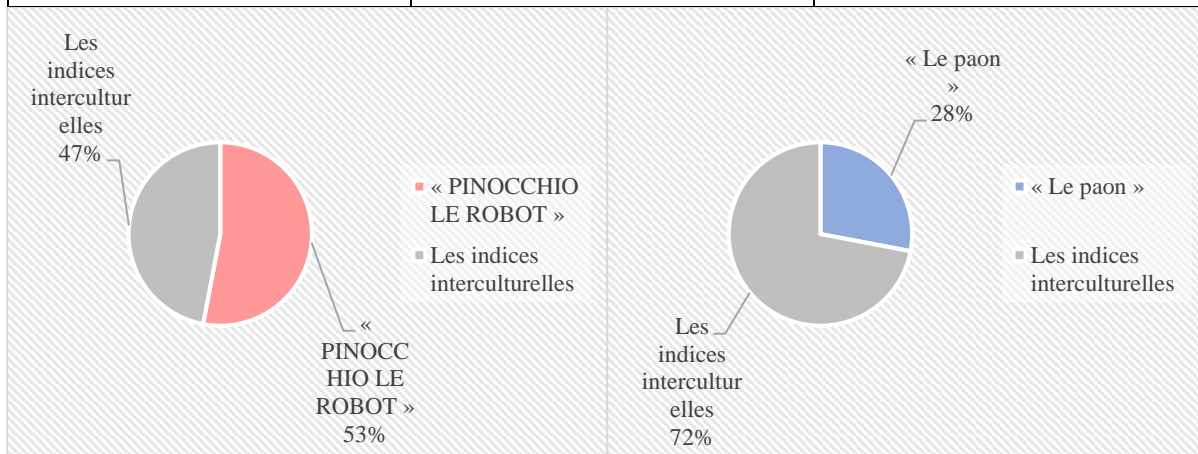 Les
indices
intercultur
elles
47%
« PINOCCHIO
LE ROBOT »
Les indices
interculturelles
«
PINOCC
HIO LE
ROBOT »
53%
« Le paon
»
28%
« Le paon »
Les indices
interculturelles
Les
indices
intercultur
elles
72%